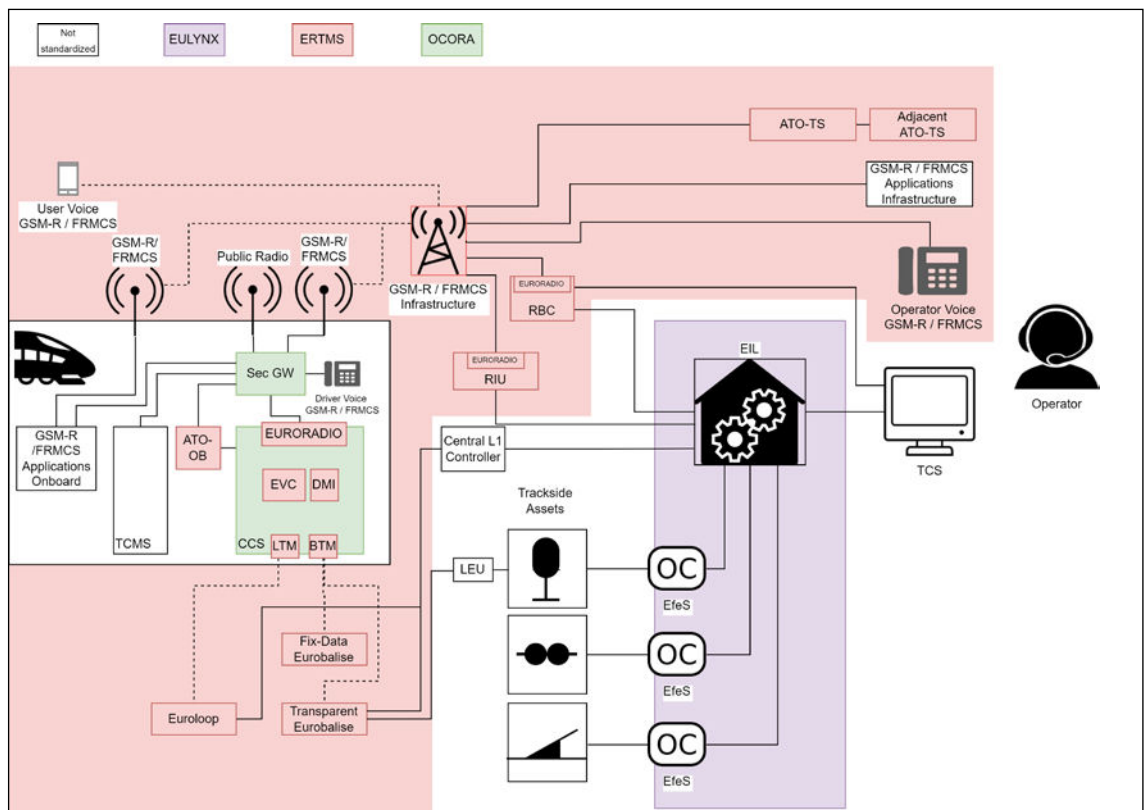 Not
standardized
EULYNX
ERTMS
OCORA
ATO-TS
Adjacent
ATO-TS
GSM-R / FRMCS
Applications
Infrastructure
User Voice
GSM-R / FRMCS
GSM-R/
FRMCS
Public Radio
GSM-R/
FRMCS
GSM-R / FRMCS
Infrastructure
EURORADIO
RBC
Operator Voice
GSM-R / FRMCS
EURORADIO
RIU
EIL
Operator
Sec GW
Driver Voice
GSM-R / FRMCS
GSM-R
/FRMCS
Applications
Onboard
TCMS
ATO-
OB
EURORADIO
EVC
DMI
CCS
LTM
BTM
Central L1
Controller
TCS
Trackside
Assets
LEU
OC
EfeS
Fix-Data
Eurobalise
OC
EfeS
Euroloop
Transparent
Eurobalise
OC
EfeS